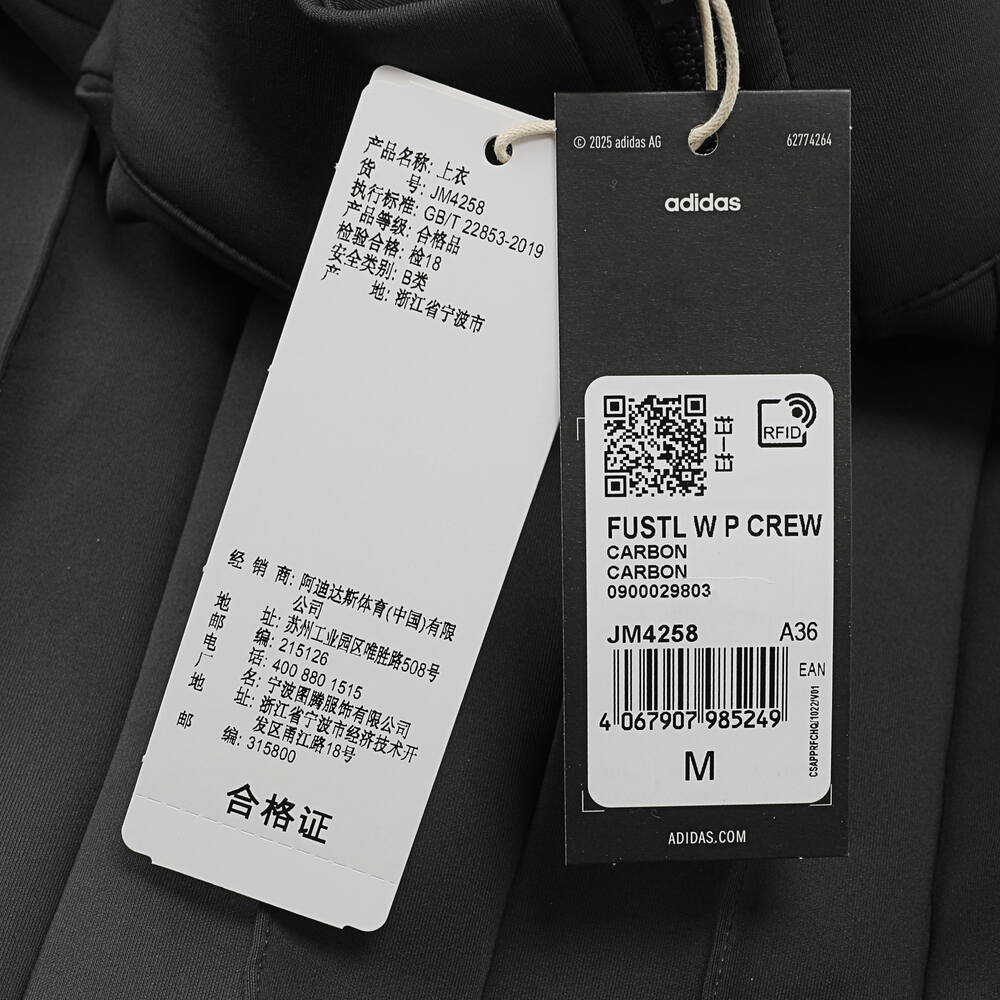 产品名称: 上衣
货 号: JM4258
执行标准: GB/T 22853-2019
产品等级: 合格品
检验合格: 检18
安全类别: B类
产 地: 浙江省宁波市
经 销 商: 阿迪达斯体育(中国)有限
公司
地 址: 苏州工业园区唯胜路508号
邮 编: 215126
电 话: 400 880 1515
厂 名: 宁波图腾服饰有限公司
地 址: 浙江省宁波市经济技术开
发区甬江路18号
邮 编: 315800
合格证
© 2025 adidas AG
62774264
adidas
RFID
FUSTL W P CREW
CARBON
CARBON
0900029803
JM4258 A36
EAN
4 067907 985249
CSAPPRFCHQ/1022/V01
M
ADIDAS.COM